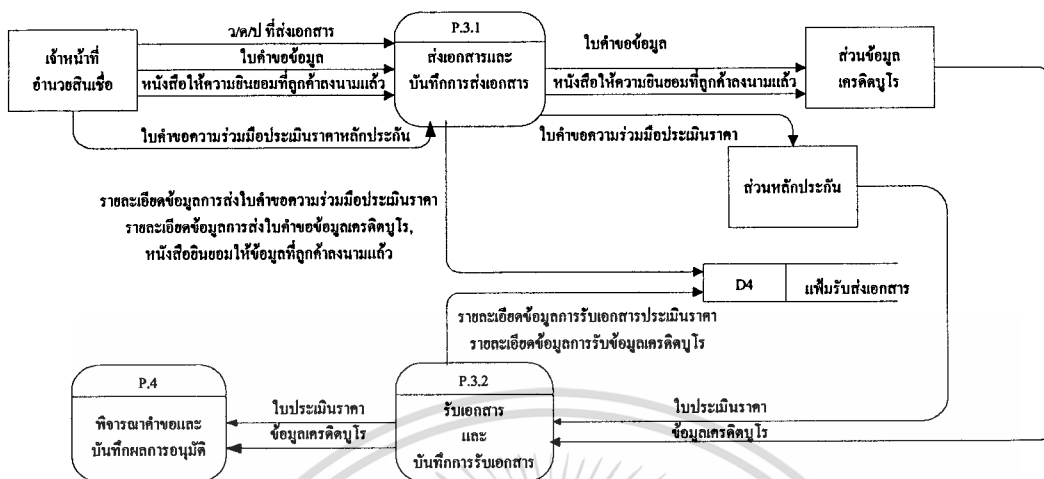 เจ้าหน้าที่
อำนวยสินเชื่อ
ว/ด/ป ที่ส่งเอกสาร
ใบคำขอข้อมูล
หนังสือให้ความยินยอมที่ลูกค้าลงนามแล้ว
ใบคำขอความร่วมมือประเมินราคาหลักประกัน
P.3.1
ส่งเอกสารและ
บันทึกการส่งเอกสาร
ใบคำขอข้อมูล
หนังสือให้ความยินยอมที่ลูกค้าลงนามแล้ว
ใบคำขอความร่วมมือประเมินราคา
ส่วนข้อมูล
เครดิตบูโร
ส่วนหลักประกัน
รายละเอียดข้อมูลการส่งใบคำขอความร่วมมือประเมินราคา
รายละเอียดข้อมูลการส่งใบคำขอข้อมูลเครดิตบูโร,
หนังสือยินยอมให้ข้อมูลที่ลูกค้าลงนามแล้ว
D4
แฟ้มรับส่งเอกสาร
รายละเอียดข้อมูลการรับเอกสารประเมินราคา
รายละเอียดข้อมูลการรับข้อมูลเครดิตบูโร
P.4
พิจารณาคำขอและ
บันทึกผลการอนุมัติ
ใบประเมินราคา
ข้อมูลเครดิตบูโร
P.3.2
รับเอกสาร
และ
บันทึกการรับเอกสาร
ใบประเมินราคา
ข้อมูลเครดิตบูโร